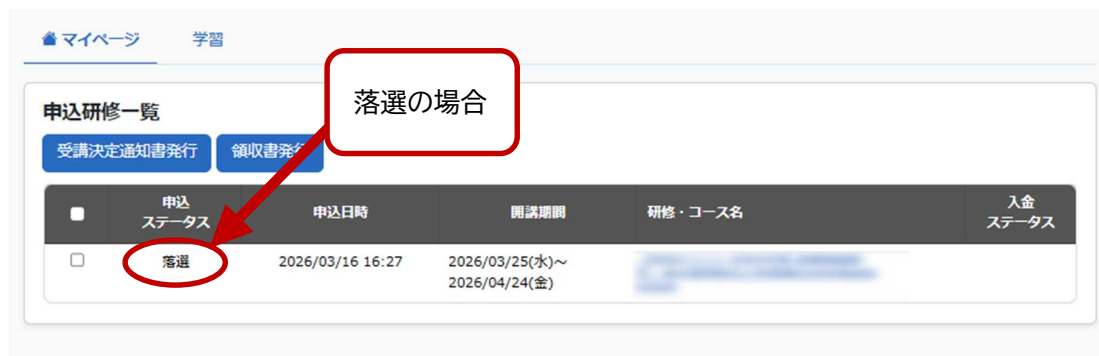 マイページ 学習
落選の場合
申込研修一覧
受講決定通知書発行 領収書発行
申込
ステータス
申込日時
開講期間
研修・コース名
入金
ステータス
落選
2026/03/16 16:27
2026/03/25(水)～
2026/04/24(金)